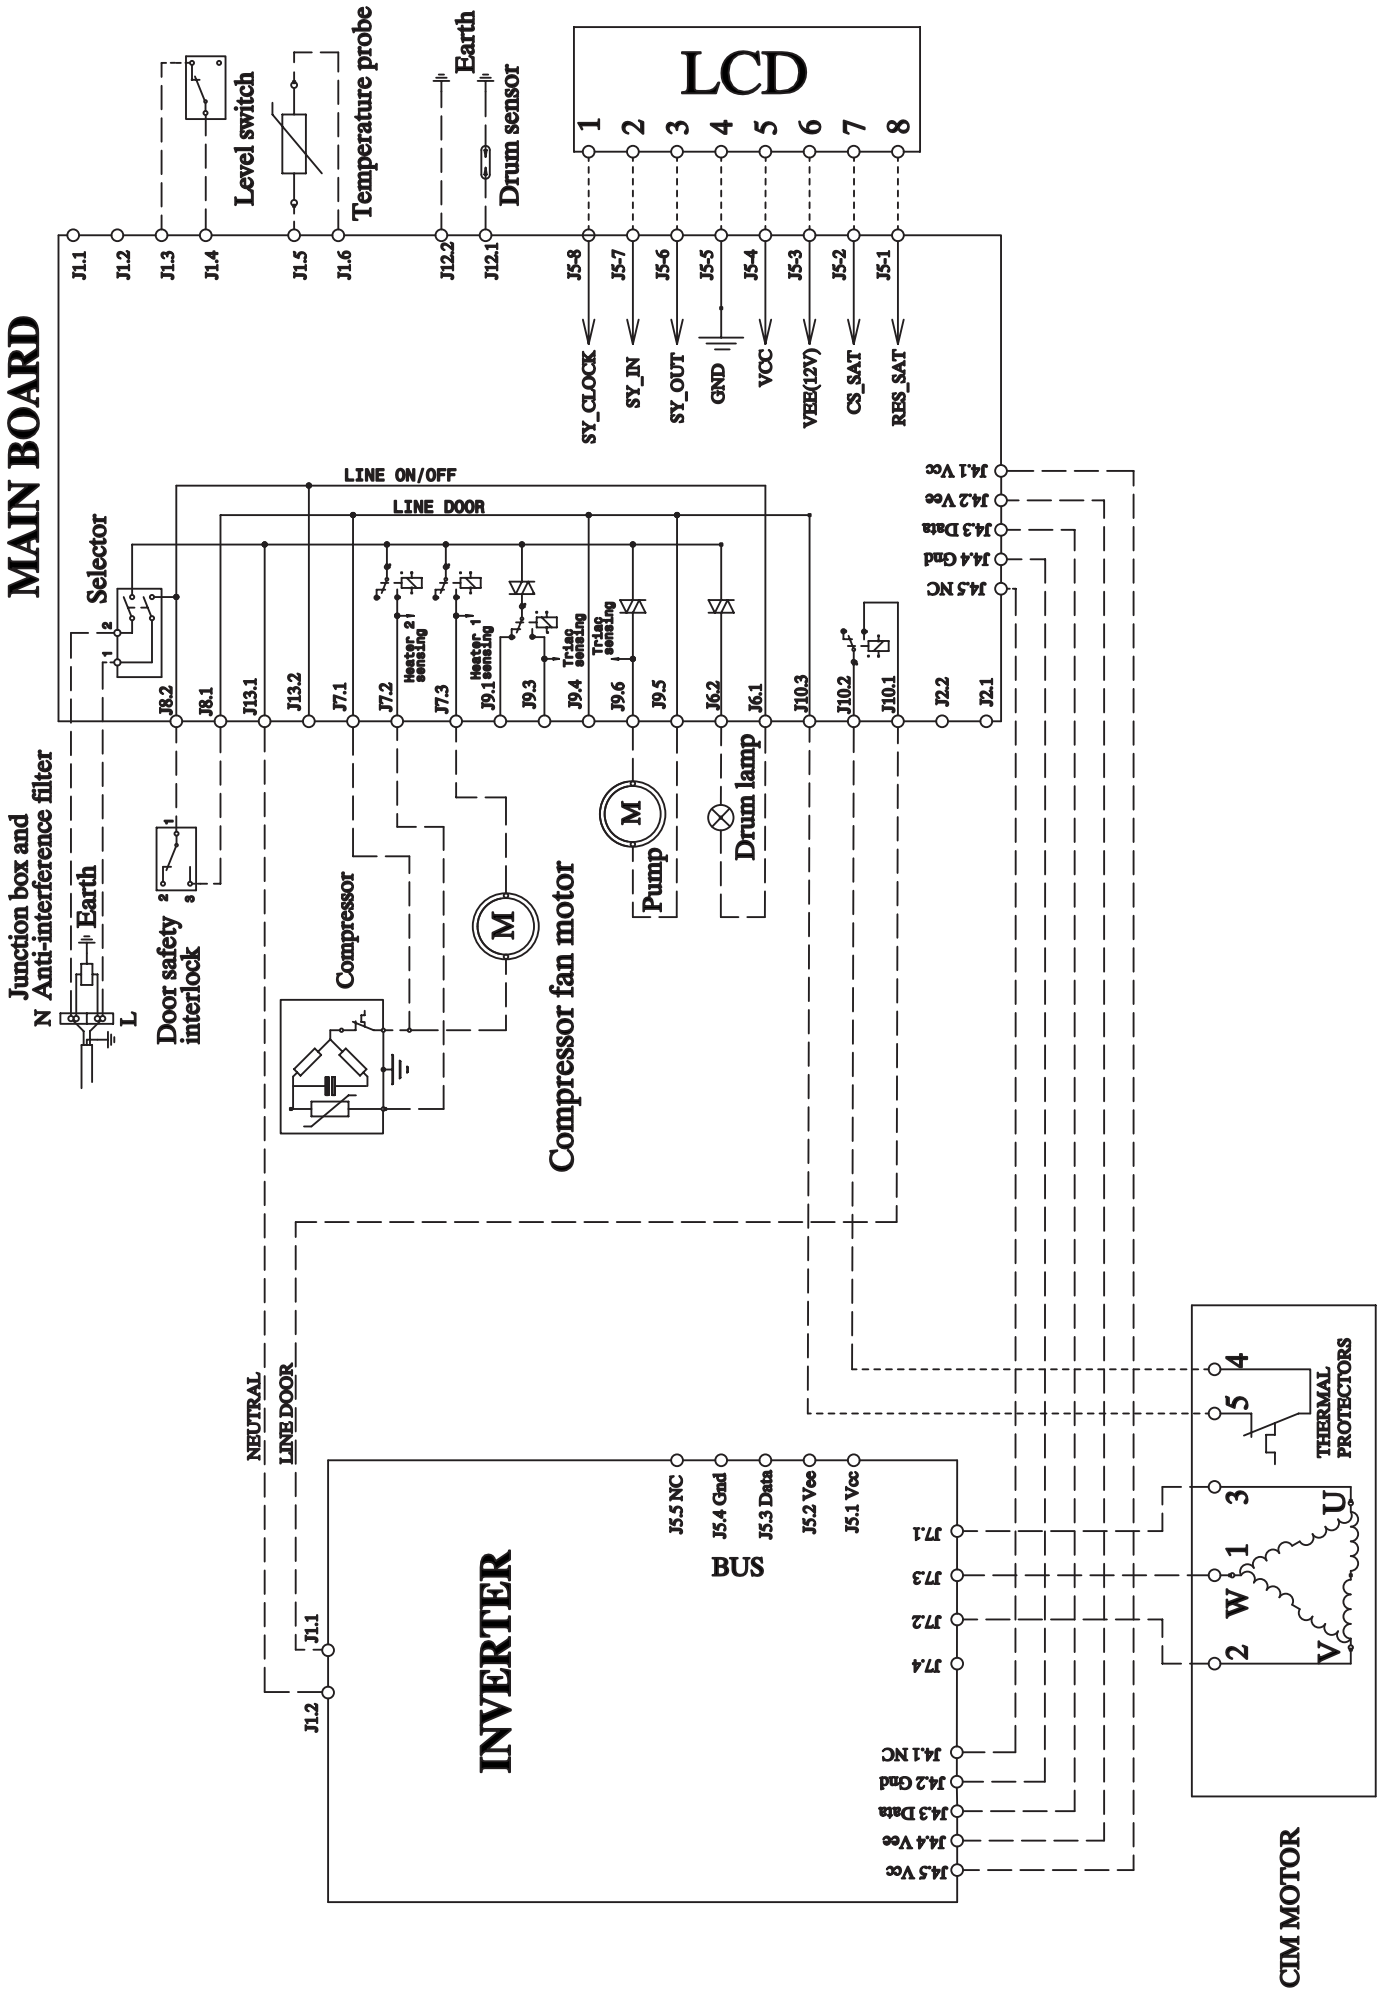 MAIN BOARD
J1.1
J1.2
J1.3
J1.4
J1.5
J1.6
J12.2
J12.1
Level switch
Temperature probe
Earth
Drum sensor
LCD
1
2
3
4
5
6
7
8
J5-8
J5-7
J5-6
J5-5
J5-4
J5-3
J5-2
J5-1
SY_CLOCK
SY_IN
SY_OUT
GND
VCC
VEE(12V)
CS_SAT
RES_SAT
LINE ON/OFF
LINE DOOR
Selector
2
1
Heater 2
sensing
Heater 1
sensing
Triac
sensing
Triac
sensing
J4.1 Vcc
J4.2 Vee
J4.3 Data
J4.4 Gnd
J4.5 NC
J8.2
J8.1
J13.1
J13.2
J7.1
J7.2
J7.3
J9.1
J9.3
J9.4
J9.6
J9.5
J6.2
J6.1
J10.3
J10.2
J10.1
J2.2
J2.1
Junction box and
Anti-interference filter
N
L
Earth
Door safety
interlock
1
2
3
Compressor
M
Compressor fan motor
M
Pump
Drum lamp
NEUTRAL
LINE DOOR
INVERTER
J1.1
J1.2
BUS
J5.5 NC
J5.4 Gnd
J5.3 Data
J5.2 Vee
J5.1 Vcc
J7.1
J7.3
J7.2
J7.4
J4.1 NC
J4.2 Gnd
J4.3 Data
J4.4 Vee
J4.5 Vcc
4
5
THERMAL
PROTECTORS
3
U
1
W
2
V
CIM MOTOR